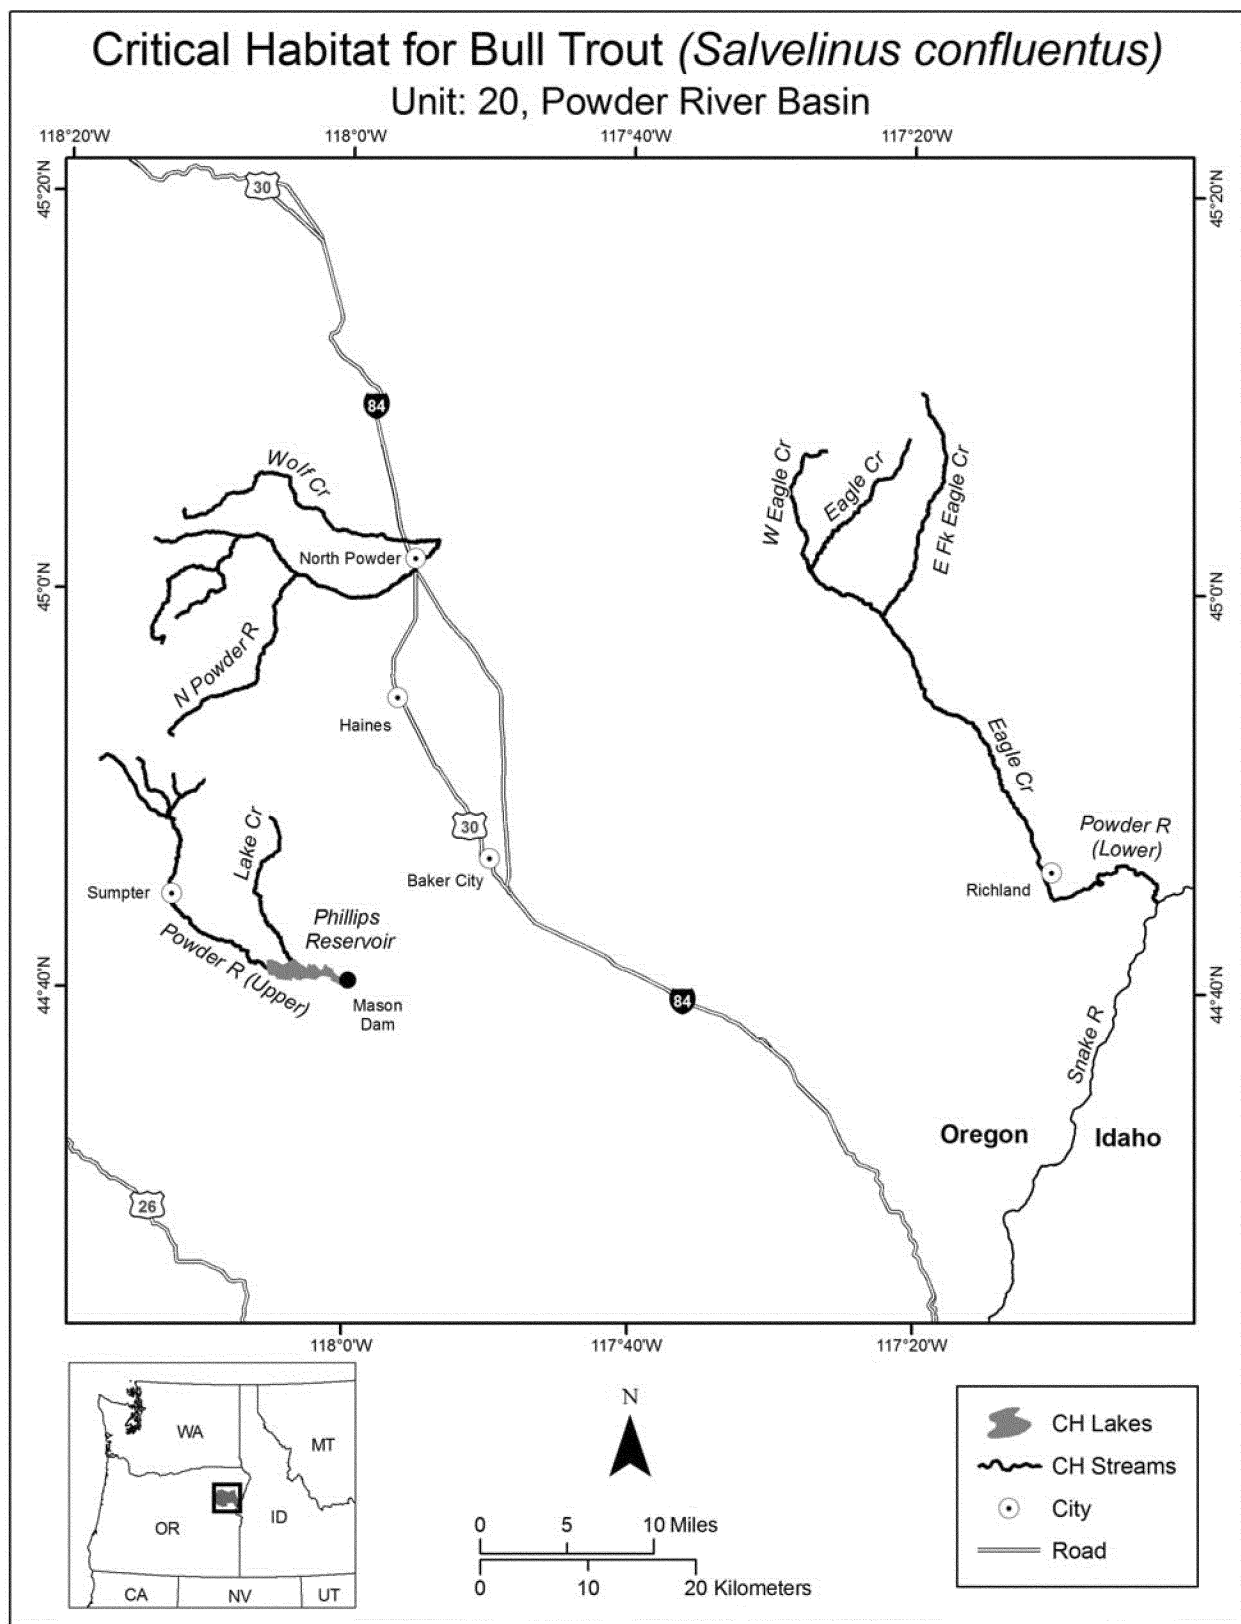 Critical Habitat for Bull Trout (Salvelinus confluentus)
Unit: 20, Powder River Basin
118°20'W
118°0'W
117°40'W
117°20'W
45°20'N
45°20'N
30
84
Wolf Cr
North Powder
W Eagle Cr
Eagle Cr
E Fk Eagle Cr
45°0'N
45°0'N
N Powder R
Haines
Eagle Cr
30
Baker City
Lake Cr
Sumpter
Powder R
(Lower)
Richland
Phillips
Reservoir
Powder R (Upper)
Mason
Dam
44°40'N
44°40'N
84
Snake R
Oregon
Idaho
26
118°0'W
117°40'W
117°20'W
WA
MT
OR
ID
CA
NV
UT
N
0
5
10 Miles
0
10
20 Kilometers
CH Lakes
CH Streams
City
Road